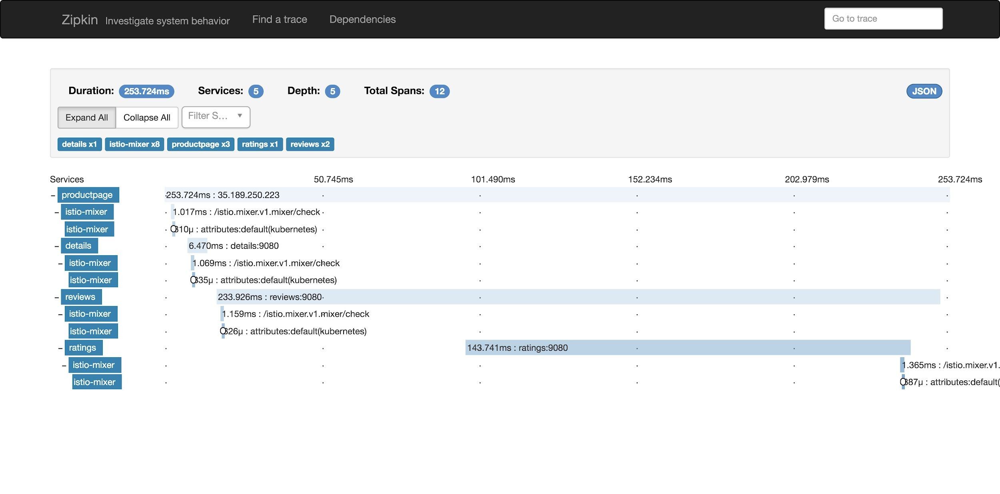 Zipkin Investigate system behavior Find a trace Dependencies Go to trace
Duration: 253.724ms Services: 5 Depth: 5 Total Spans: 12 JSON
Expand All Collapse All Filter S...
details x1 istio-mixer x8 productpage x3 ratings x1 reviews x2
Services 50.745ms 101.490ms 152.234ms 202.979ms 253.724ms
– productpage 253.724ms : 35.189.250.223
– istio-mixer 1.017ms : /istio.mixer.v1.mixer/check
istio-mixer 310μ : attributes:default(kubernetes)
– details 6.470ms : details:9080
– istio-mixer 1.069ms : /istio.mixer.v1.mixer/check
istio-mixer 335μ : attributes:default(kubernetes)
– reviews 233.926ms : reviews:9080
– istio-mixer 1.159ms : /istio.mixer.v1.mixer/check
istio-mixer 326μ : attributes:default(kubernetes)
– ratings 143.741ms : ratings:9080
– istio-mixer 1.365ms : /istio.mixer.v1.
istio-mixer 387μ : attributes:default(